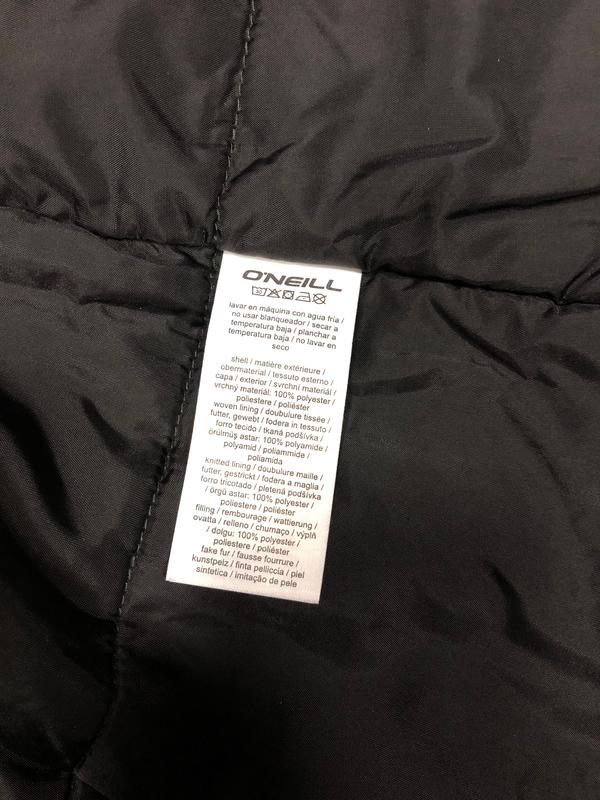 O'NEILL
lavar en máquina con agua fría /
no usar blanqueador / secar a
temperatura baja / planchar a
temperatura baja / no lavar en
seco
shell / matière extérieure /
obermaterial / tessuto esterno /
capa / exterior / svrchní materiál /
vrchný materiál: 100% polyester /
poliestere / poliéster
woven lining / doubulure tissée /
futter, gewebt / fodera in tessuto /
forro tecido / tkaná podšívka /
örülmüş astar: 100% polyamide /
polyamid / poliammide /
poliamida
knitted lining / doubulure maille /
futter, gestrickt / fodera a maglia /
forro tricotado / pletená podšívka
/ örgü astar: 100% polyester /
poliestere / poliéster
filling / rembourage / wattierung /
ovatta / relleno / chumaço / výplň
/ dolgu: 100% polyester /
poliestere / poliéster
fake fur / fausse fourrure /
kunstpelz / finta pelliccia / piel
sintetica / imitação de pele